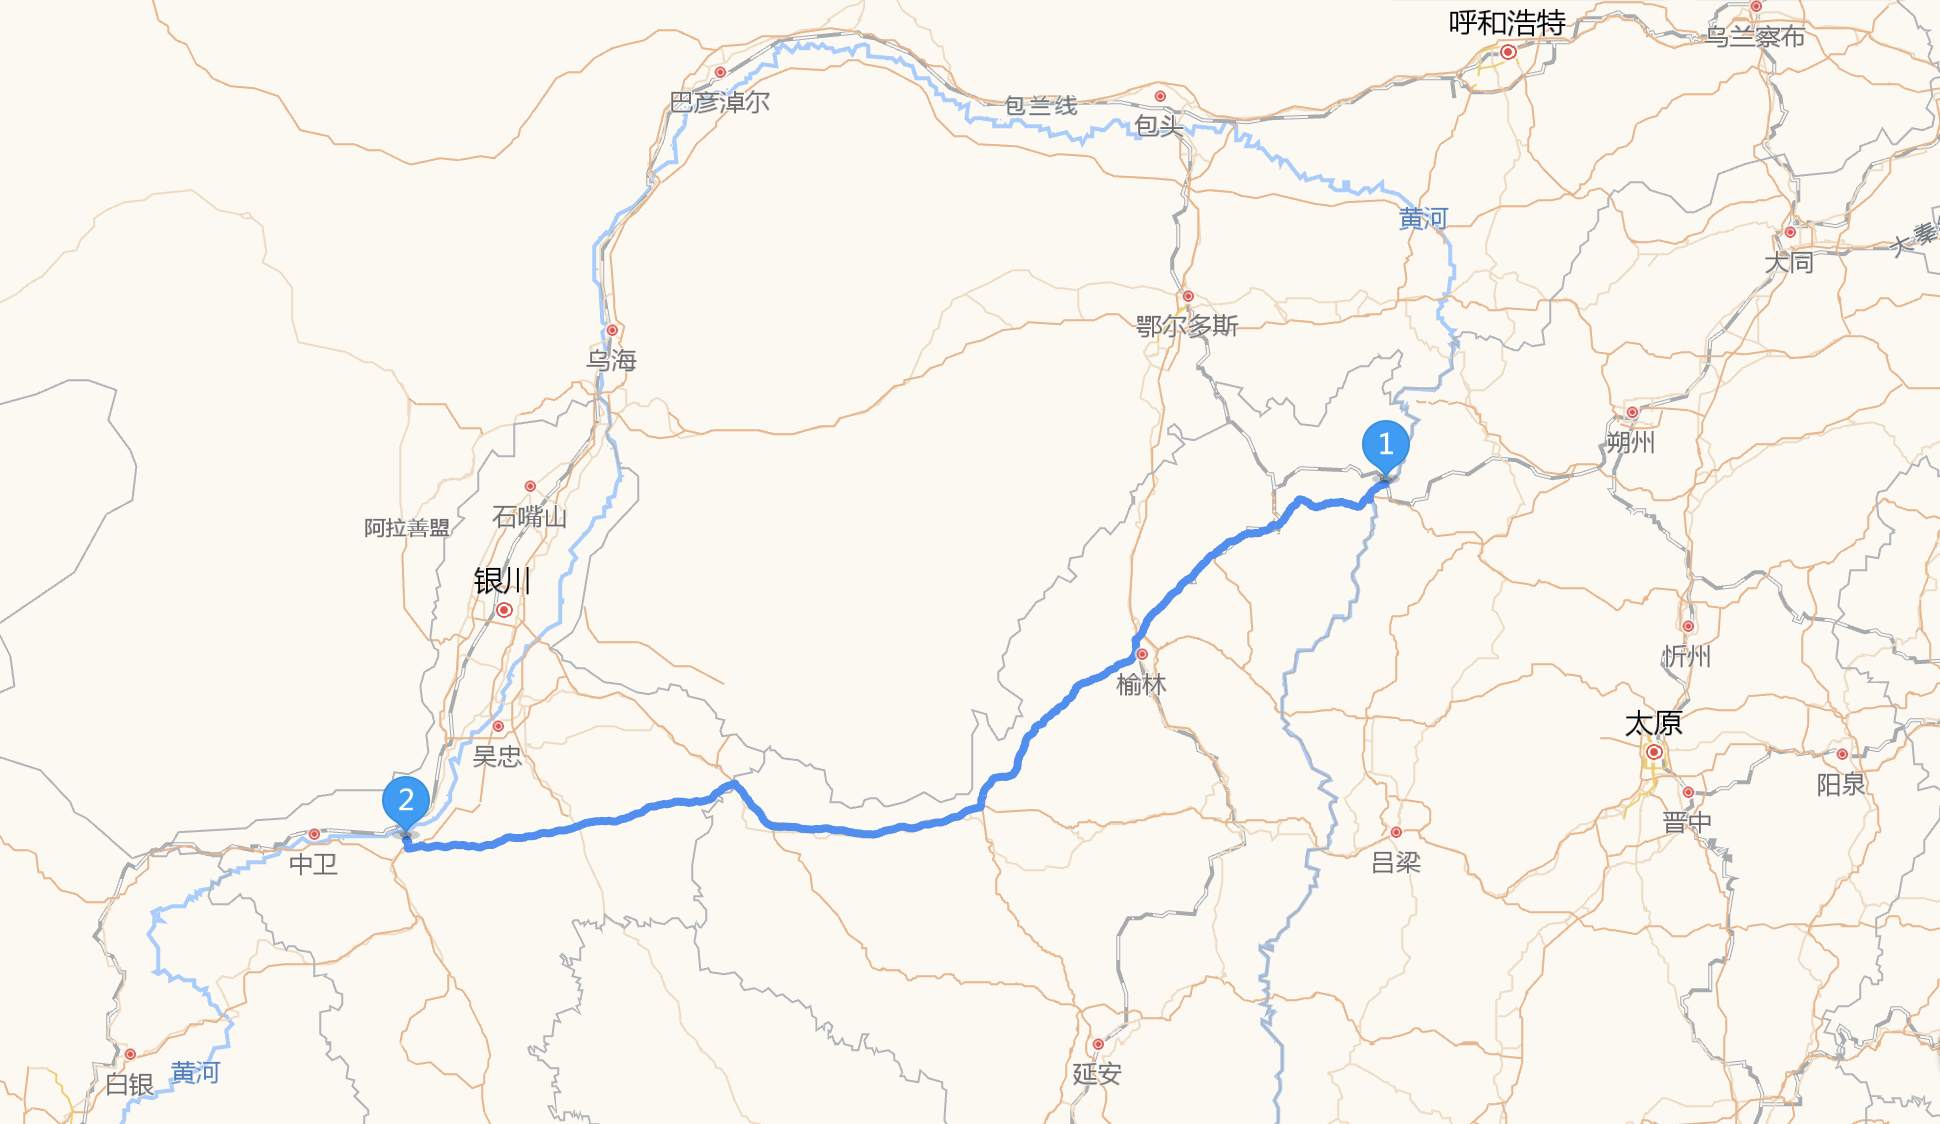 呼和浩特
乌兰察布
巴彦淖尔
包兰线
包头
黄河
大同
大秦
鄂尔多斯
乌海
朔州
1
阿拉善盟
石嘴山
银川
忻州
榆林
太原
吴忠
阳泉
2
晋中
中卫
吕梁
白银
黄河
延安